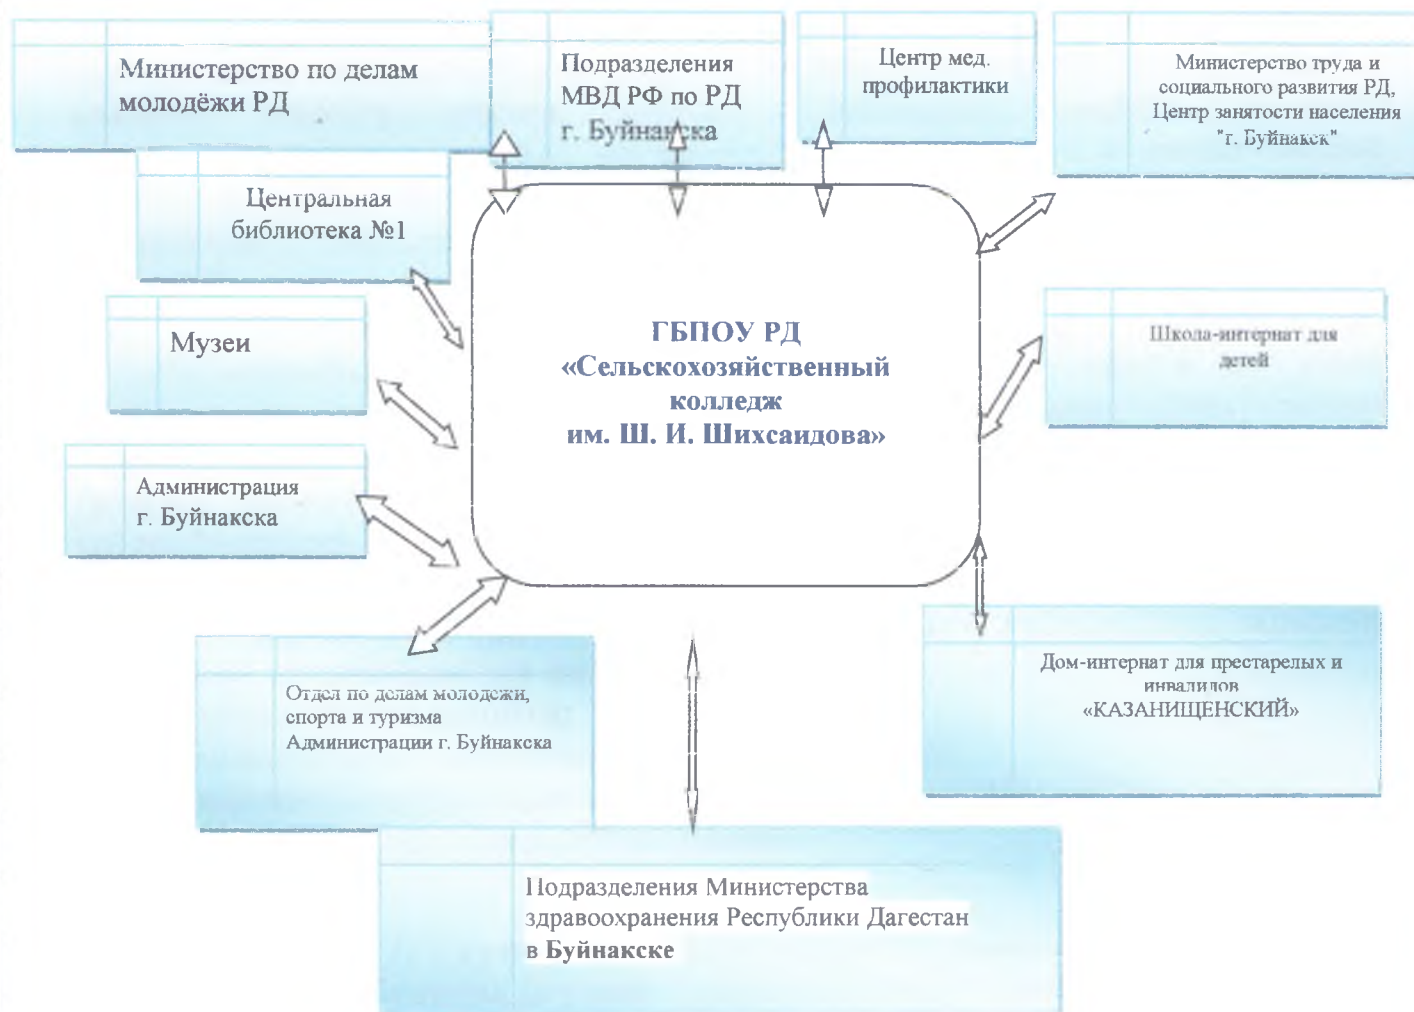 Министерство по делам
молодёжи РД
Подразделения
МВД РФ по РД
г. Буйнакска
Центр мед.
профилактики
Министерство труда и
социального развития РД,
Центр занятости населения
"г. Буйнакск"
Центральная
библиотека №1
Музеи
Администрация
г. Буйнакска
ГБПОУ РД
«Сельскохозяйственный
колледж
им. Ш. И. Шихсаидова»
Школа-интернат для
детей
Отдел по делам молодежи,
спорта и туризма
Администрации г. Буйнакска
Дом-интернат для престарелых и
инвалидов
«КАЗАНИЩЕНСКИЙ»
Подразделения Министерства
здравоохранения Республики Дагестан
в Буйнакске